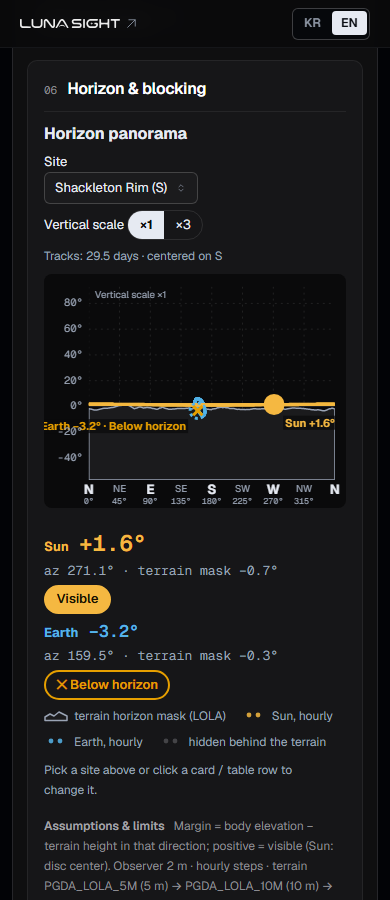 LUNA SIGHT ↗
KR EN
06 Horizon & blocking
Horizon panorama
Site
Shackleton Rim (S)
Vertical scale ×1 ×3
Tracks: 29.5 days · centered on S
Vertical scale ×1
80°
60°
40°
20°
0°
Earth −3.2° · Below horizon
Sun +1.6°
−20°
−40°
N NE E SE S SW W NW N
0° 45° 90° 135° 180° 225° 270° 315°
Sun +1.6°
az 271.1° · terrain mask −0.7°
Visible
Earth −3.2°
az 159.5° · terrain mask −0.3°
✕ Below horizon
terrain horizon mask (LOLA) Sun, hourly
Earth, hourly hidden behind the terrain
Pick a site above or click a card / table row to
change it.
Assumptions & limits Margin = body elevation −
terrain height in that direction; positive = visible (Sun:
disc center). Observer 2 m · hourly steps · terrain
PGDA_LOLA_5M (5 m) → PGDA_LOLA_10M (10 m) →